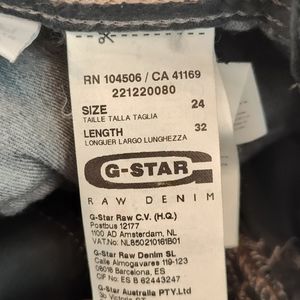 RN 104506 / CA 41169
221220080
SIZE 24
TAILLE TALLA TAGLIA
LENGTH 32
LONGUER LARGO LUNGHEZZA
G-STAR
RAW DENIM
G-Star Raw C.V. (H.Q.)
Postbus 12177
1100 AD Amsterdam, NL
VAT.No: NL850210161B01
G-Star Raw Denim SL
Calle Almogavares 119-123
08018 Barcelona, ES
CIF No ES B 62443247
G-Star Australia PTY.Ltd